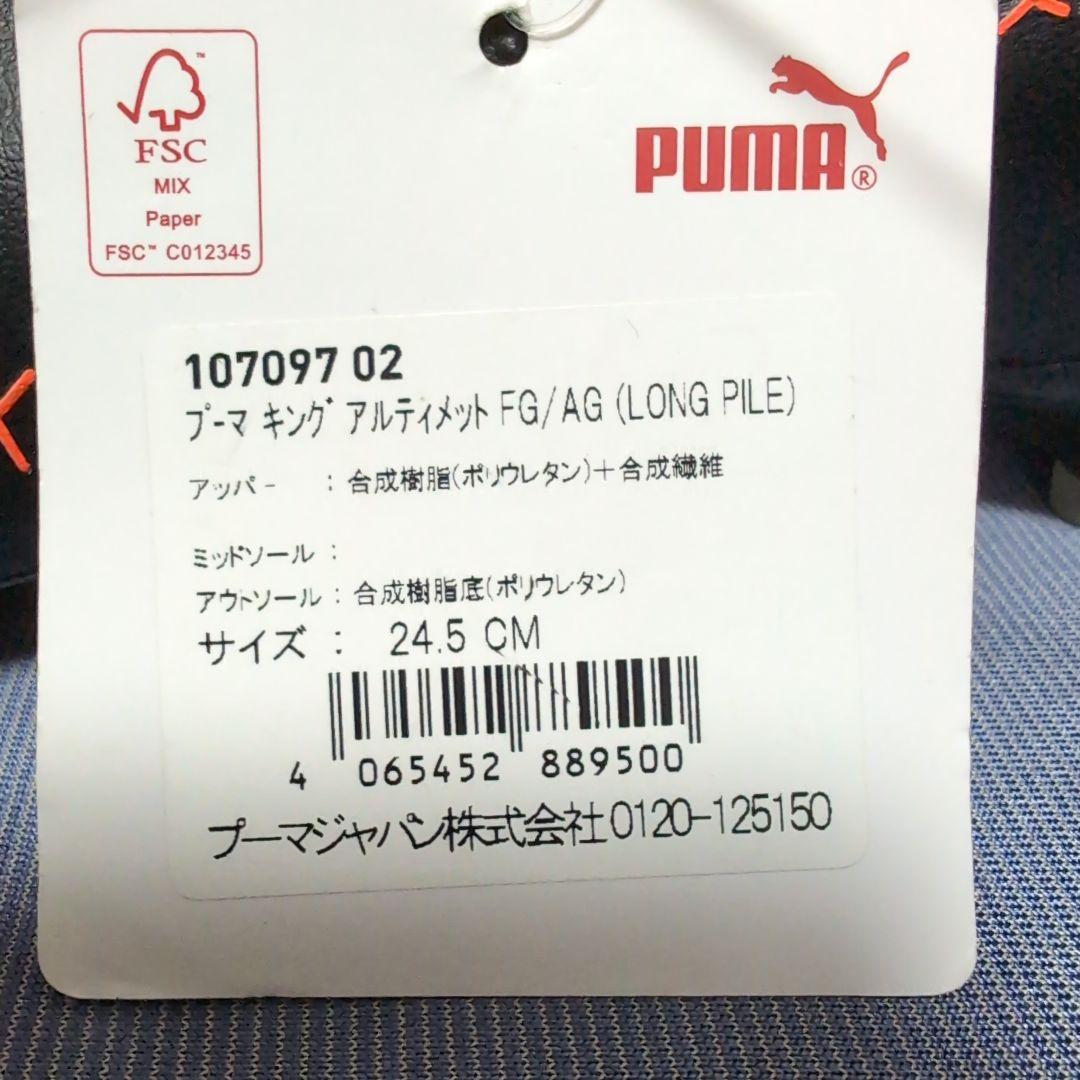 FSC™
MIX
Paper
FSC™ C012345
PUMA®
107097 02
プーマ キング アルティメット FG/AG (LONG PILE)
アッパー : 合成樹脂(ポリウレタン)+合成繊維
ミッドソール :
アウトソール : 合成樹脂底(ポリウレタン)
サイズ : 24.5 CM
4 065452 889500
プーマジャパン株式会社0120-125150